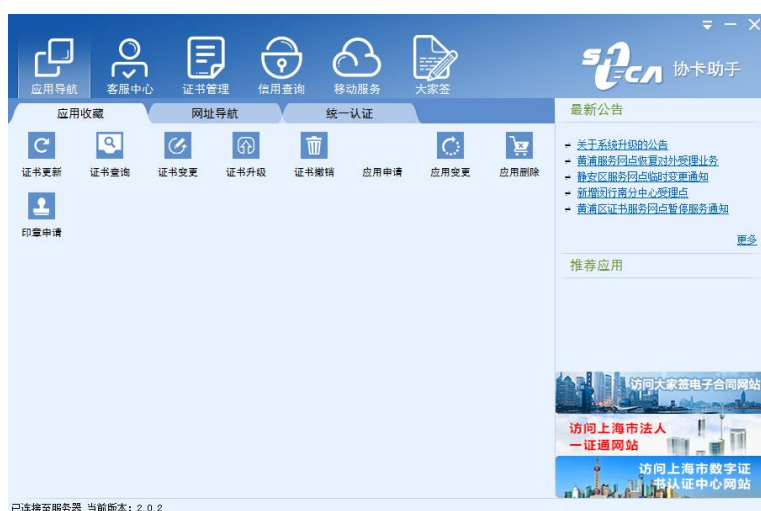 应用导航 客服中心 证书管理 信用查询 移动服务 大家签
SHECA 协卡助手
应用收藏 网址导航 统一认证
证书更新 证书查询 证书变更 证书升级 证书撤销 应用申请 应用变更 应用删除
印章申请
最新公告
关于系统升级的公告
黄浦服务网点恢复对外受理业务
静安区服务网点临时变更通知
新增闵行南分中心受理点
黄浦区证书服务网点暂停服务通知
更多
推荐应用
访问大家签电子合同网站
访问上海市法人
一证通网站
访问上海市数字证
书认证中心网站
已连接至服务器 当前版本: 2.0.2